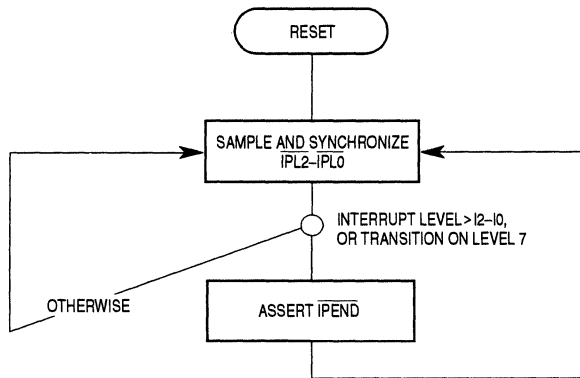 RESET
SAMPLE AND SYNCHRONIZE
IPL2–IPL0
INTERRUPT LEVEL > I2–I0,
OR TRANSITION ON LEVEL 7
OTHERWISE
ASSERT IPEND